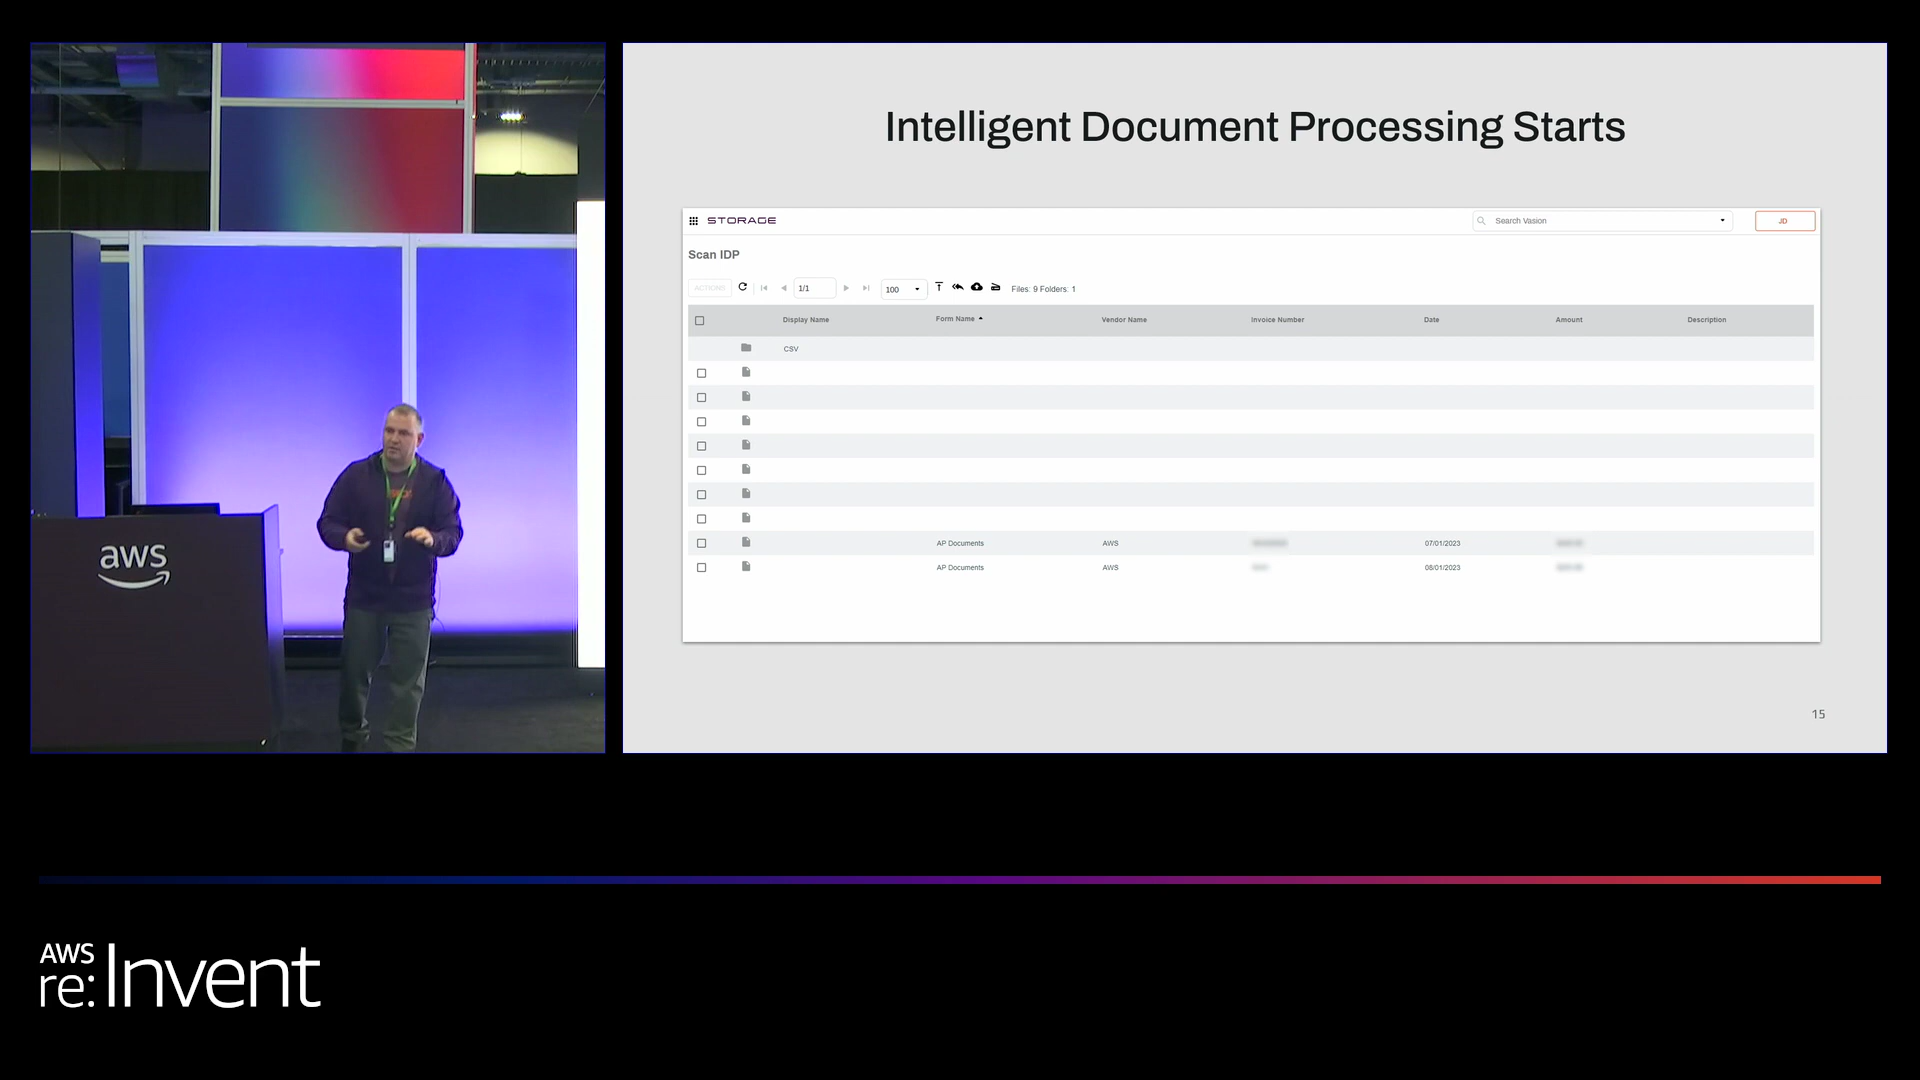 Intelligent Document Processing Starts
STORAGE
Search Vasion
JD
Scan IDP
ACTIONS
1/1
100
Files: 9 Folders: 1
Display Name Form Name Vendor Name Invoice Number Date Amount Description
CSV
AP Documents AWS 07/01/2023
AP Documents AWS 08/01/2023
15
aws
AWS
re:Invent